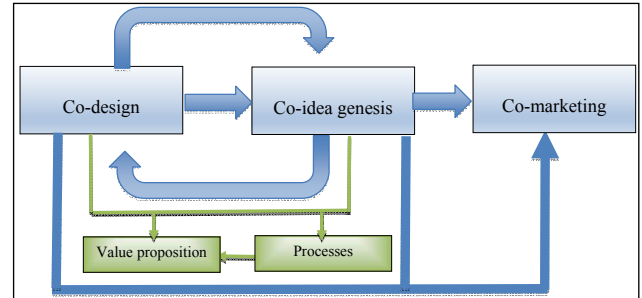 Co-design
Co-idea genesis
Co-marketing
Value proposition
Processes